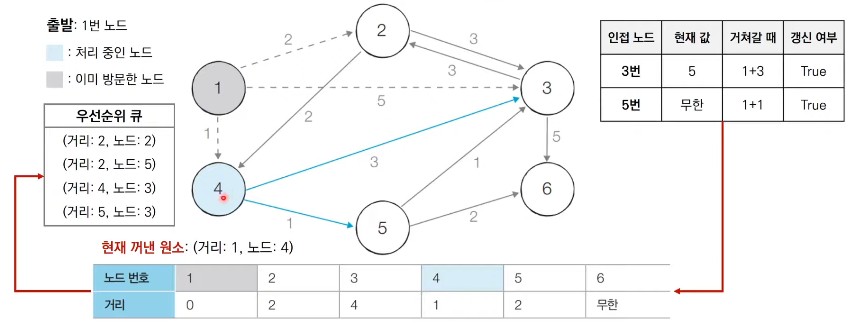 출발: 1번 노드
: 처리 중인 노드
: 이미 방문한 노드
우선순위 큐
(거리: 2, 노드: 2)
(거리: 2, 노드: 5)
(거리: 4, 노드: 3)
(거리: 5, 노드: 3)
1
2
3
4
5
6
2
5
1
3
3
2
3
1
1
2
5
인접 노드 현재 값 거쳐갈 때 갱신 여부
3번 5 1+3 True
5번 무한 1+1 True
현재 꺼낸 원소: (거리: 1, 노드: 4)
노드 번호 1 2 3 4 5 6
거리 0 2 4 1 2 무한